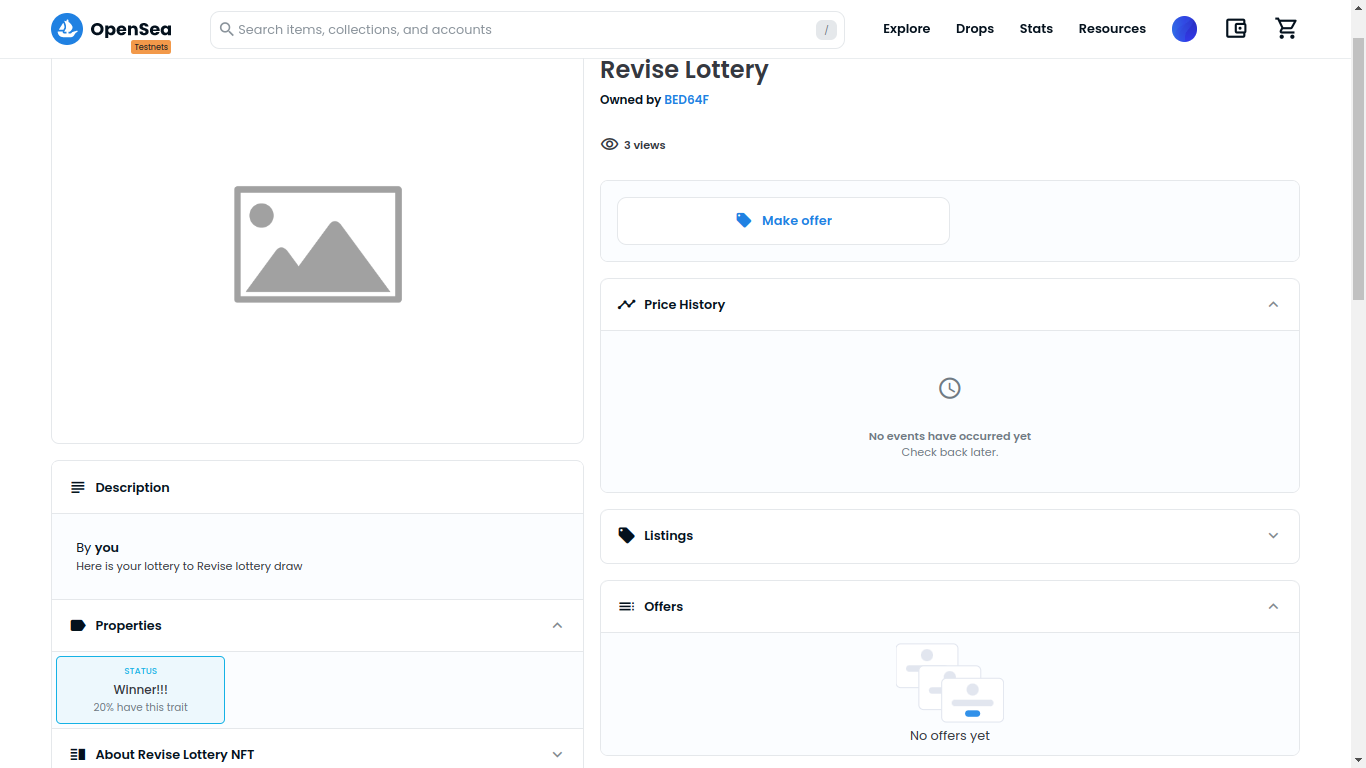 OpenSea
Testnets
Search items, collections, and accounts
/
Explore
Drops
Stats
Resources
Revise Lottery
Owned by BED64F
3 views
Make offer
Price History
No events have occurred yet
Check back later.
Listings
Offers
No offers yet
Description
By you
Here is your lottery to Revise lottery draw
Properties
STATUS
Winner!!!
20% have this trait
About Revise Lottery NFT